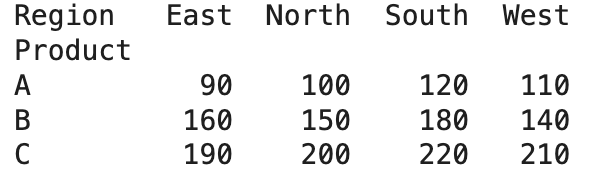 Region   East  North  South  West
Product
A          90    100    120   110
B         160    150    180   140
C         190    200    220   210